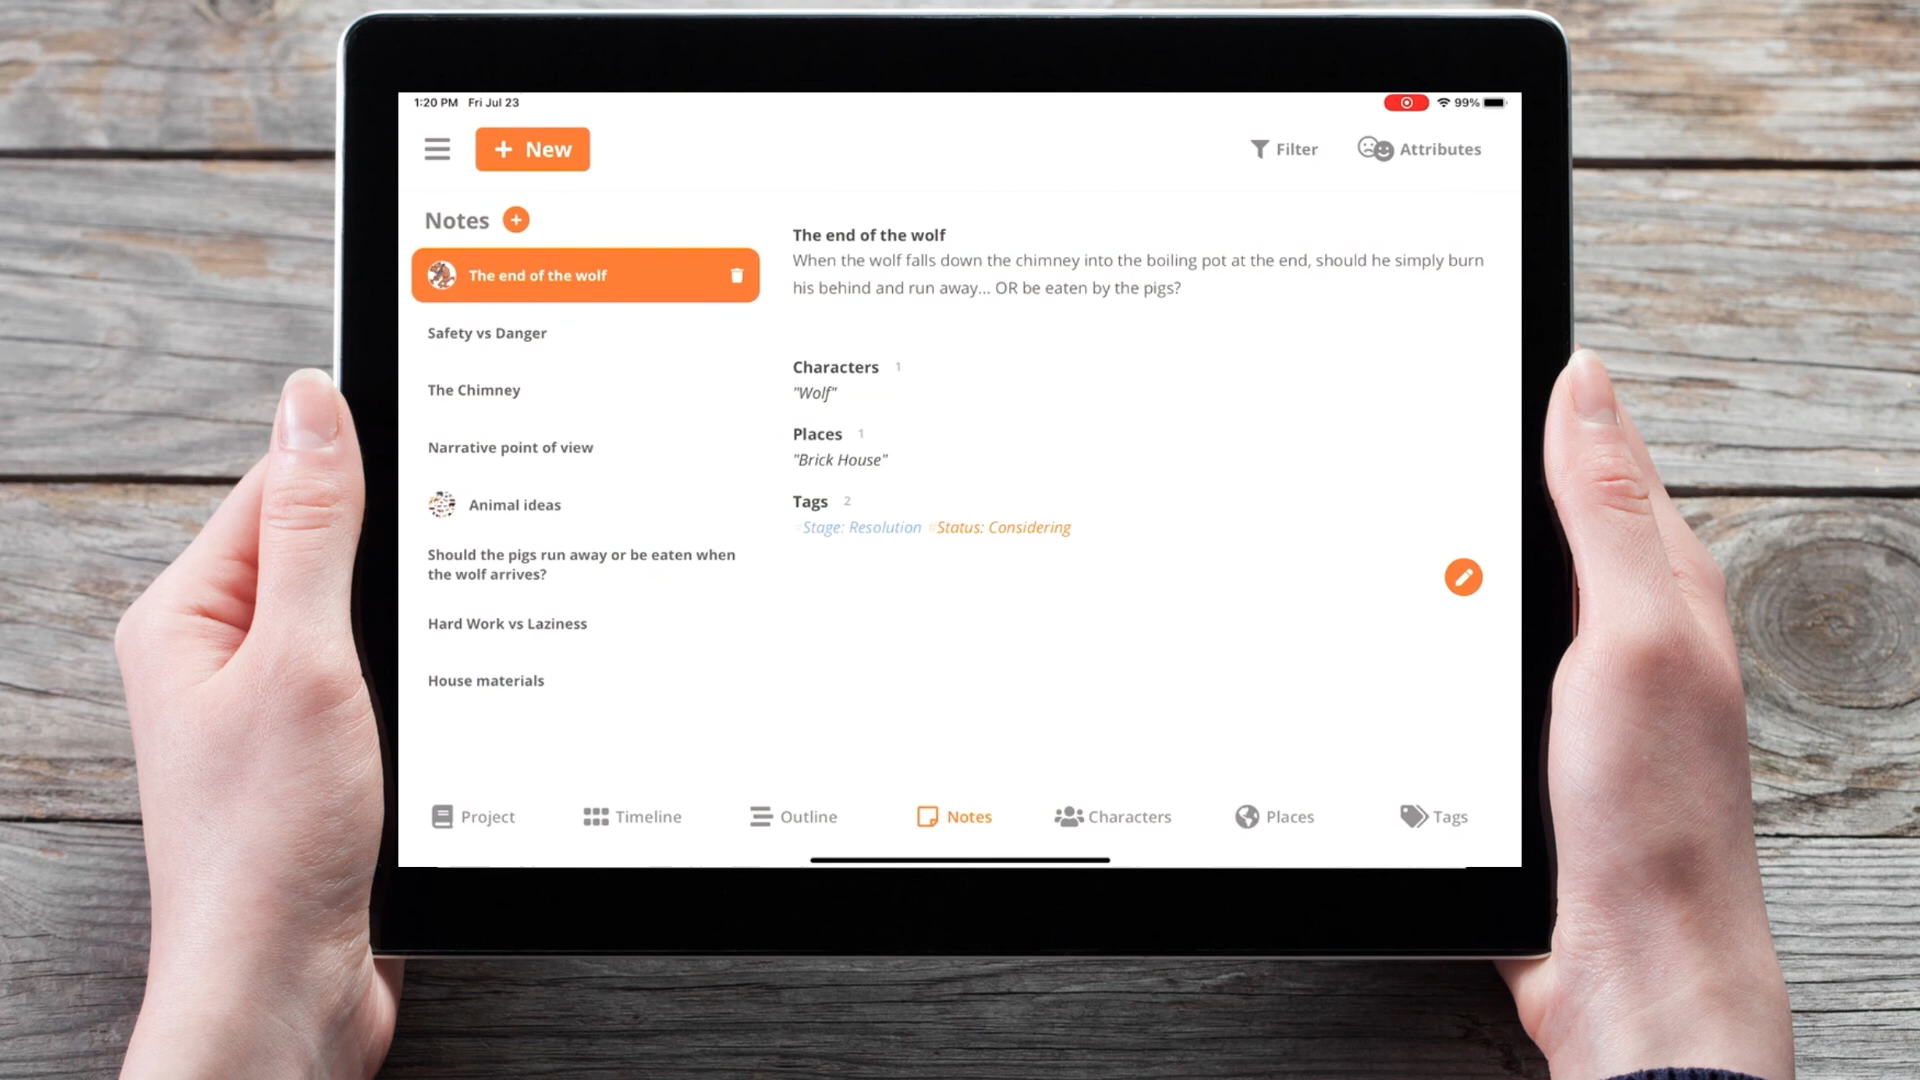 1:20 PM Fri Jul 23
99%
+ New
Filter
Attributes
Notes
The end of the wolf
Safety vs Danger
The Chimney
Narrative point of view
Animal ideas
Should the pigs run away or be eaten when
the wolf arrives?
Hard Work vs Laziness
House materials
The end of the wolf
When the wolf falls down the chimney into the boiling pot at the end, should he simply burn
his behind and run away... OR be eaten by the pigs?
Characters 1
"Wolf"
Places 1
"Brick House"
Tags 2
#Stage: Resolution #Status: Considering
Project
Timeline
Outline
Notes
Characters
Places
Tags